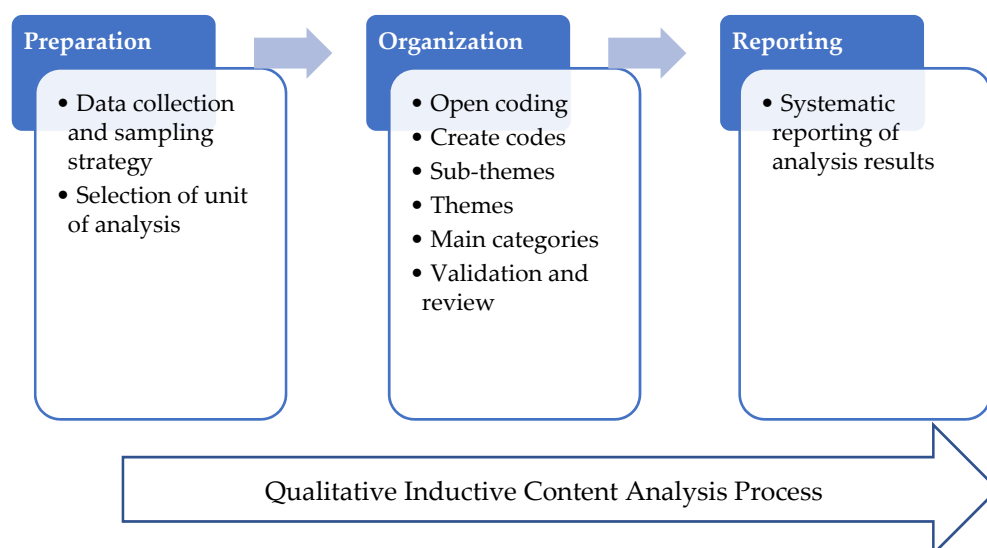 Preparation
• Data collection
and sampling
strategy
• Selection of unit
of analysis
Organization
• Open coding
• Create codes
• Sub-themes
• Themes
• Main categories
• Validation and
review
Reporting
• Systematic
reporting of
analysis results
Qualitative Inductive Content Analysis Process